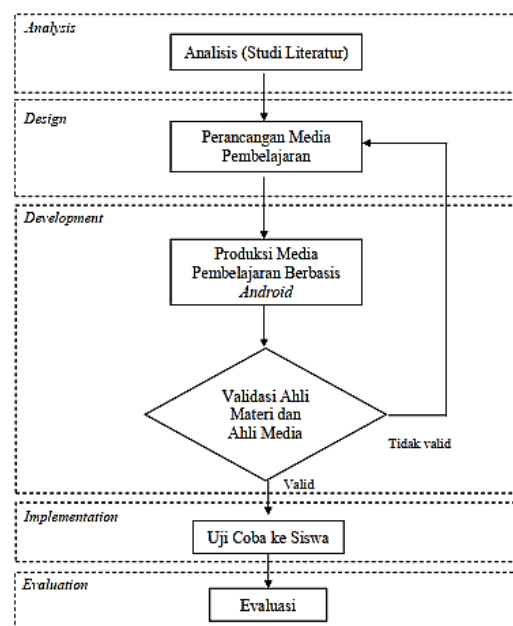 Analysis
Analisis (Studi Literatur)
Design
Perancangan Media
Pembelajaran
Development
Produksi Media
Pembelajaran Berbasis
Android
Validasi Ahli
Materi dan
Ahli Media
Tidak valid
Valid
Implementation
Uji Coba ke Siswa
Evaluation
Evaluasi